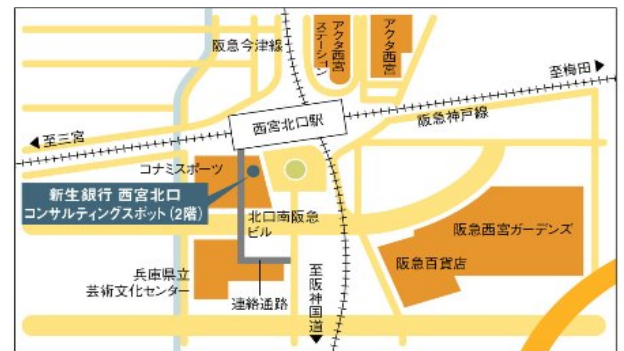 阪急今津線
アクタ西宮
ステーション
アクタ西宮
至梅田▶
西宮北口駅
阪急神戸線
◀至三宮
コナミスポーツ
新生銀行 西宮北口
コンサルティングスポット(2階)
北口南阪急
ビル
阪急西宮ガーデンズ
阪急百貨店
兵庫県立
芸術文化センター
連絡通路
至阪神国道▼